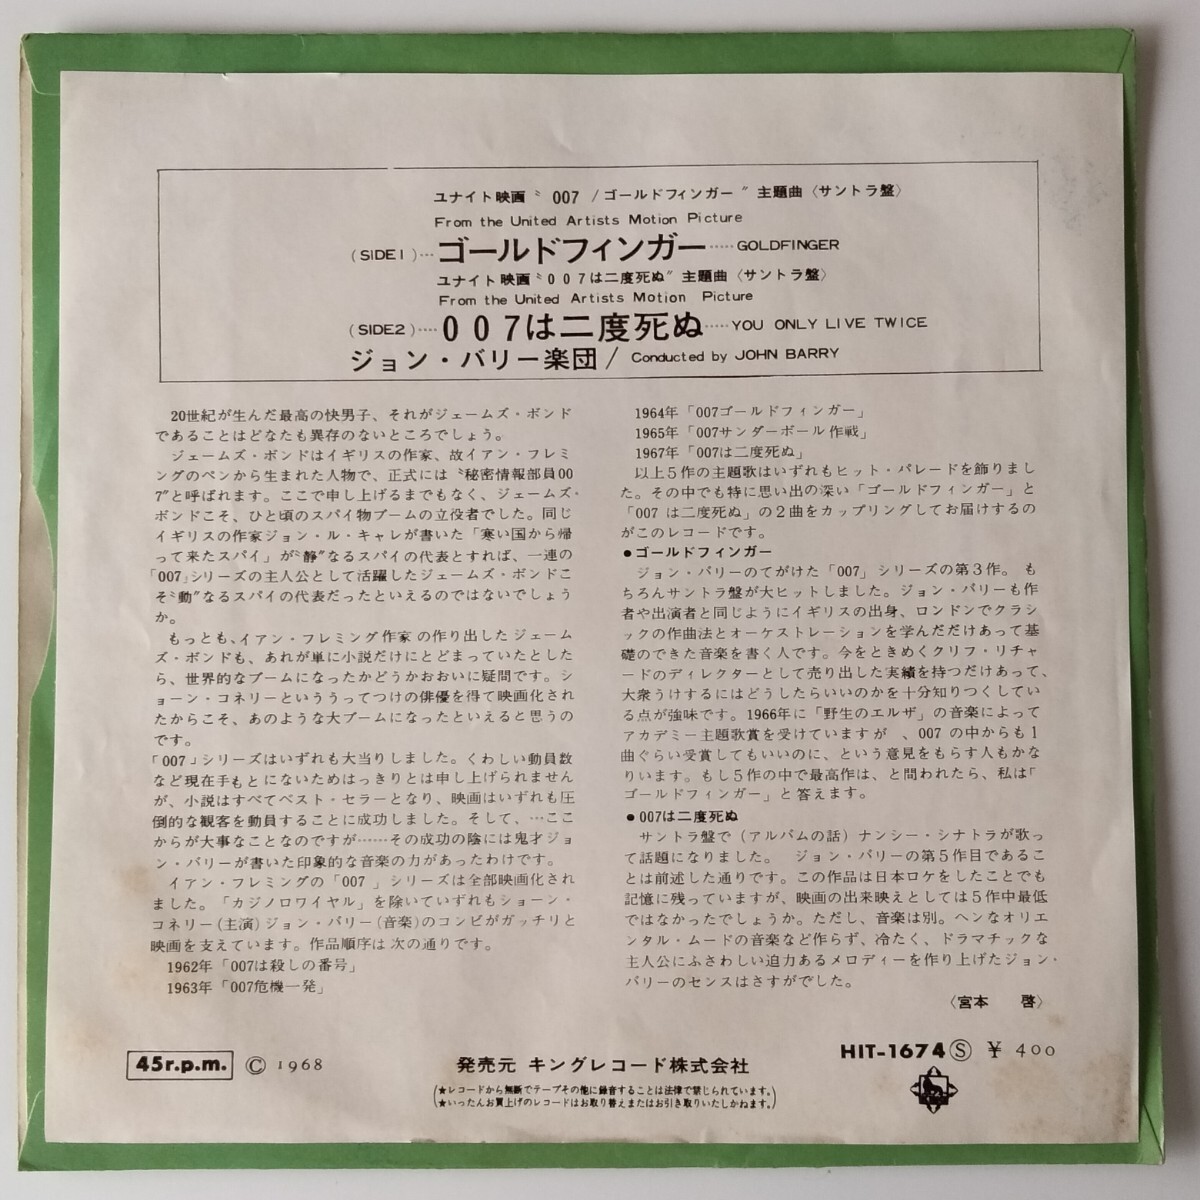 ユナイト映画〝007/ゴールドフィンガー〞主題曲〈サントラ盤〉
From the United Artists Motion Picture
(SIDE1)…ゴールドフィンガー……GOLDFINGER
ユナイト映画〝007は二度死ぬ〞主題曲〈サントラ盤〉
From the United Artists Motion Picture
(SIDE2)…007は二度死ぬ……YOU ONLY LIVE TWICE
ジョン・バリー楽団/ Conducted by JOHN BARRY
20世紀が生んだ最高の快男子、それがジェームズ・ボンド
であることはどなたも異存のないところでしょう。
ジェームズ・ボンドはイギリスの作家、故イアン・フレミ
ングのペンから生まれた人物で、正式には〝秘密情報部員00
7〞と呼ばれます。ここで申し上げるまでもなく、ジェームズ・
ボンドこそ、ひと頃のスパイ物ブームの立役者でした。同じ
イギリスの作家ジョン・ル・キャレが書いた「寒い国から帰
って来たスパイ」が〝静〞なるスパイの代表とすれば、一連の
「007」シリーズの主人公として活躍したジェームズ・ボンドこ
そ〝動〞なるスパイの代表だったといえるのではないでしょう
か。
もっとも、イアン・フレミング作家の作り出したジェーム
ズ・ボンドも、あれが単に小説だけにとどまっていたとした
ら、世界的なブームになったかどうかおおいに疑問です。シ
ョーン・コネリーといううってつけの俳優を得て映画化され
たからこそ、あのような大ブームになったといえると思うの
です。
「007」シリーズはいずれも大当りしました。くわしい動員数
など現在手もとにないためはっきりとは申し上げられません
が、小説はすべてベスト・セラーとなり、映画はいずれも圧
倒的な観客を動員することに成功しました。そして、…ここ
からが大事なことなのですが……その成功の陰には鬼才ジョ
ン・バリーが書いた印象的な音楽の力があったわけです。
イアン・フレミングの「007」シリーズは全部映画化され
ました。「カジノロワイヤル」を除いていずれもショーン・
コネリー(主演)ジョン・バリー(音楽)のコンビがガッチリと
映画を支えています。作品順序は次の通りです。
1962年「007は殺しの番号」
1963年「007危機一発」
1964年「007ゴールドフィンガー」
1965年「007サンダーボール作戦」
1967年「007は二度死ぬ」
以上5作の主題歌はいずれもヒット・パレードを飾りまし
た。その中でも特に思い出の深い「ゴールドフィンガー」と
「007は二度死ぬ」の2曲をカップリングしてお届けするの
がこのレコードです。
●ゴールドフィンガー
ジョン・バリーのてがけた「007」シリーズの第3作。も
ちろんサントラ盤が大ヒットしました。ジョン・バリーも作
者や出演者と同じようにイギリスの出身、ロンドンでクラシ
ックの作曲法とオーケストレーションを学んだだけあって基
礎のできた音楽を書く人です。今をときめくクリフ・リチャ
ードのディレクターとして売り出した実績を持つだけあって、
大衆うけするにはどうしたらいいのかを十分知りつくしてい
る点が強味です。1966年に「野生のエルザ」の音楽によって
アカデミー主題歌賞を受けていますが、007の中からも1
曲ぐらい受賞してもいいのに、という意見をもらす人もかな
りいます。もし5作の中で最高作は、と問われたら、私は「
ゴールドフィンガー」と答えます。
●007は二度死ぬ
サントラ盤で(アルバムの話)ナンシー・シナトラが歌っ
て話題になりました。 ジョン・バリーの第5作目であるこ
とは前述した通りです。この作品は日本ロケをしたことでも
記憶に残っていますが、映画の出来映えとしては5作中最低
ではなかったでしょうか。ただし、音楽は別。ヘンなオリエ
ンタル・ムードの音楽など作らず、冷たく、ドラマチックな
主人公にふさわしい迫力あるメロディーを作り上げたジョン・
バリーのセンスはさすがでした。
〈宮本 啓〉
45r.p.m. Ⓒ 1968 発売元 キングレコード株式会社 HIT-1674Ⓢ ¥ 400
(★レコードから無断でテープその他に録音することは法律で禁じられています。)
(★いったんお買上げのレコードはお取り替えまたはお引き取りいたしかねます。)